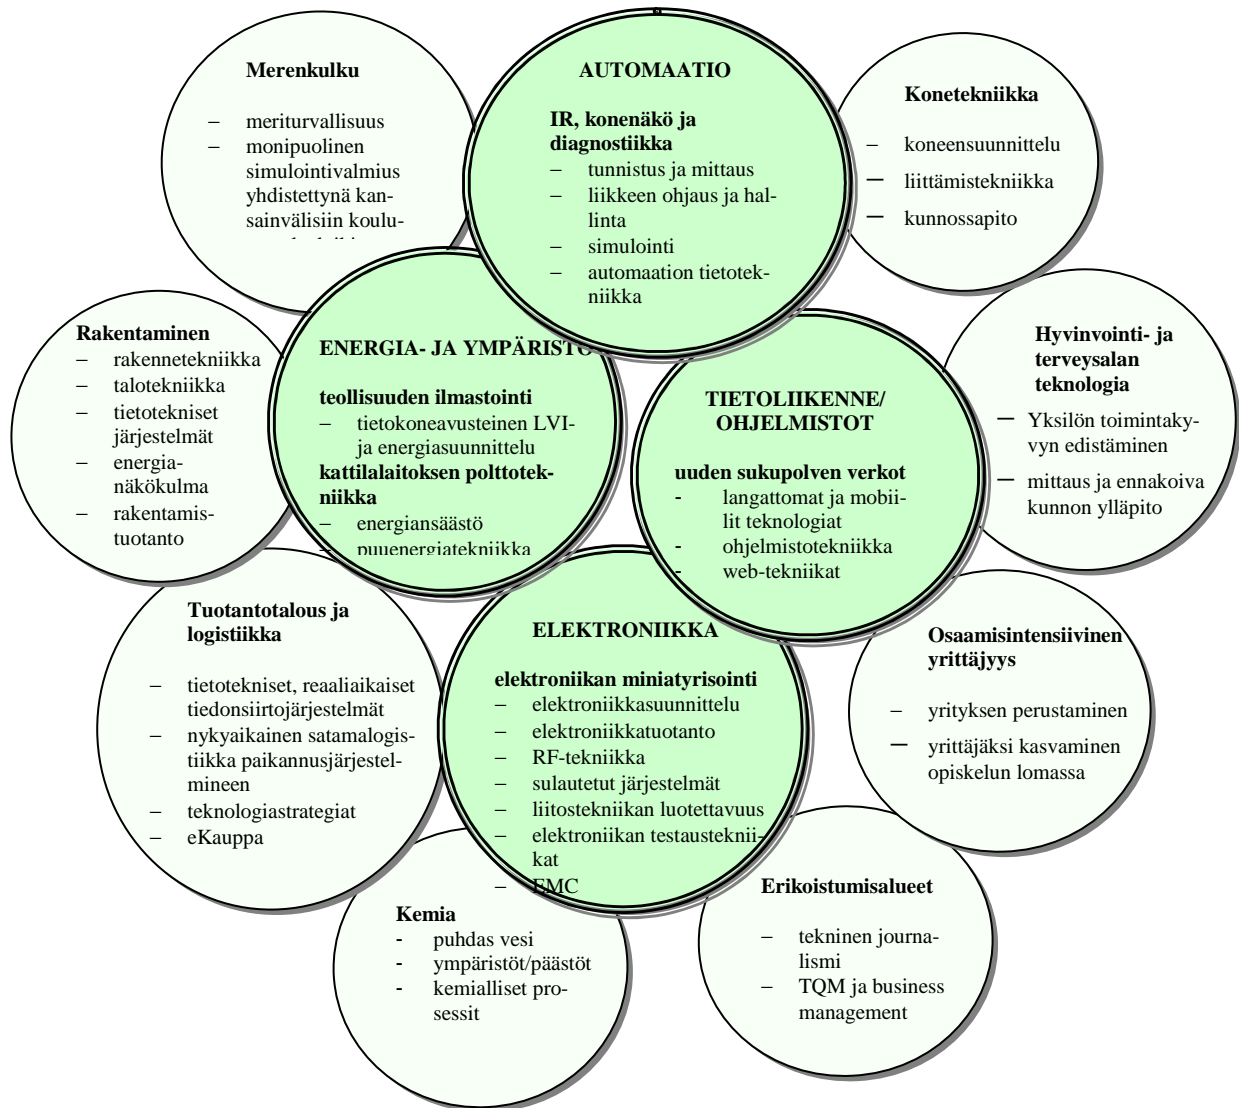 Merenkulku
– meriturvallisuus
– monipuolinen
simulointivalmius
yhdistettynä kan-
sainvälisiin koulu-
AUTOMAATIO
IR, konenäkö ja
diagnostiikka
– tunnistus ja mittaus
– liikkeen ohjaus ja hal-
linta
– simulointi
– automaation tietotek-
niikka
Konetekniikka
– koneensuunnittelu
– liittämistekniikka
– kunnossapito
Rakentaminen
– rakennetekniikka
– talotekniikka
– tietotekniset
järjestelmät
– energia-
näkökulma
– rakentamis-
tuotanto
ENERGIA- JA YMPÄRISTÖ
teollisuuden ilmastointi
– tietokoneavusteinen LVI-
ja energiasuunnittelu
kattilalaitoksen polttotek-
niikka
– energiansäästö
– puuenergiatekniikka
TIETOLIIKENNE/
OHJELMISTOT
uuden sukupolven verkot
- langattomat ja mobii-
lit teknologiat
- ohjelmistotekniikka
- web-tekniikat
Hyvinvointi- ja
terveysalan
teknologia
– Yksilön toimintaky-
vyn edistäminen
– mittaus ja ennakoiva
kunnon ylläpito
Tuotantotalous ja
logistiikka
– tietotekniset, reaaliaikaiset
tiedonsiirtojärjestelmät
– nykyaikainen satamalogis-
tiikka paikannusjärjestel-
mineen
– teknologiastrategiat
– eKauppa
ELEKTRONIIKKA
elektroniikan miniatyrisointi
– elektroniikkasuunnittelu
– elektroniikkatuotanto
– RF-tekniikka
– sulautetut järjestelmät
– liitostekniikan luotettavuus
– elektroniikan testausteknii-
kat
– EMC
Osaamisintensiivinen
yrittäjyys
– yrityksen perustaminen
– yrittäjäksi kasvaminen
opiskelun lomassa
Kemia
- puhdas vesi
- ympäristöt/päästöt
- kemialliset pro-
sessit
Erikoistumisalueet
– tekninen journa-
lismi
– TQM ja business
management